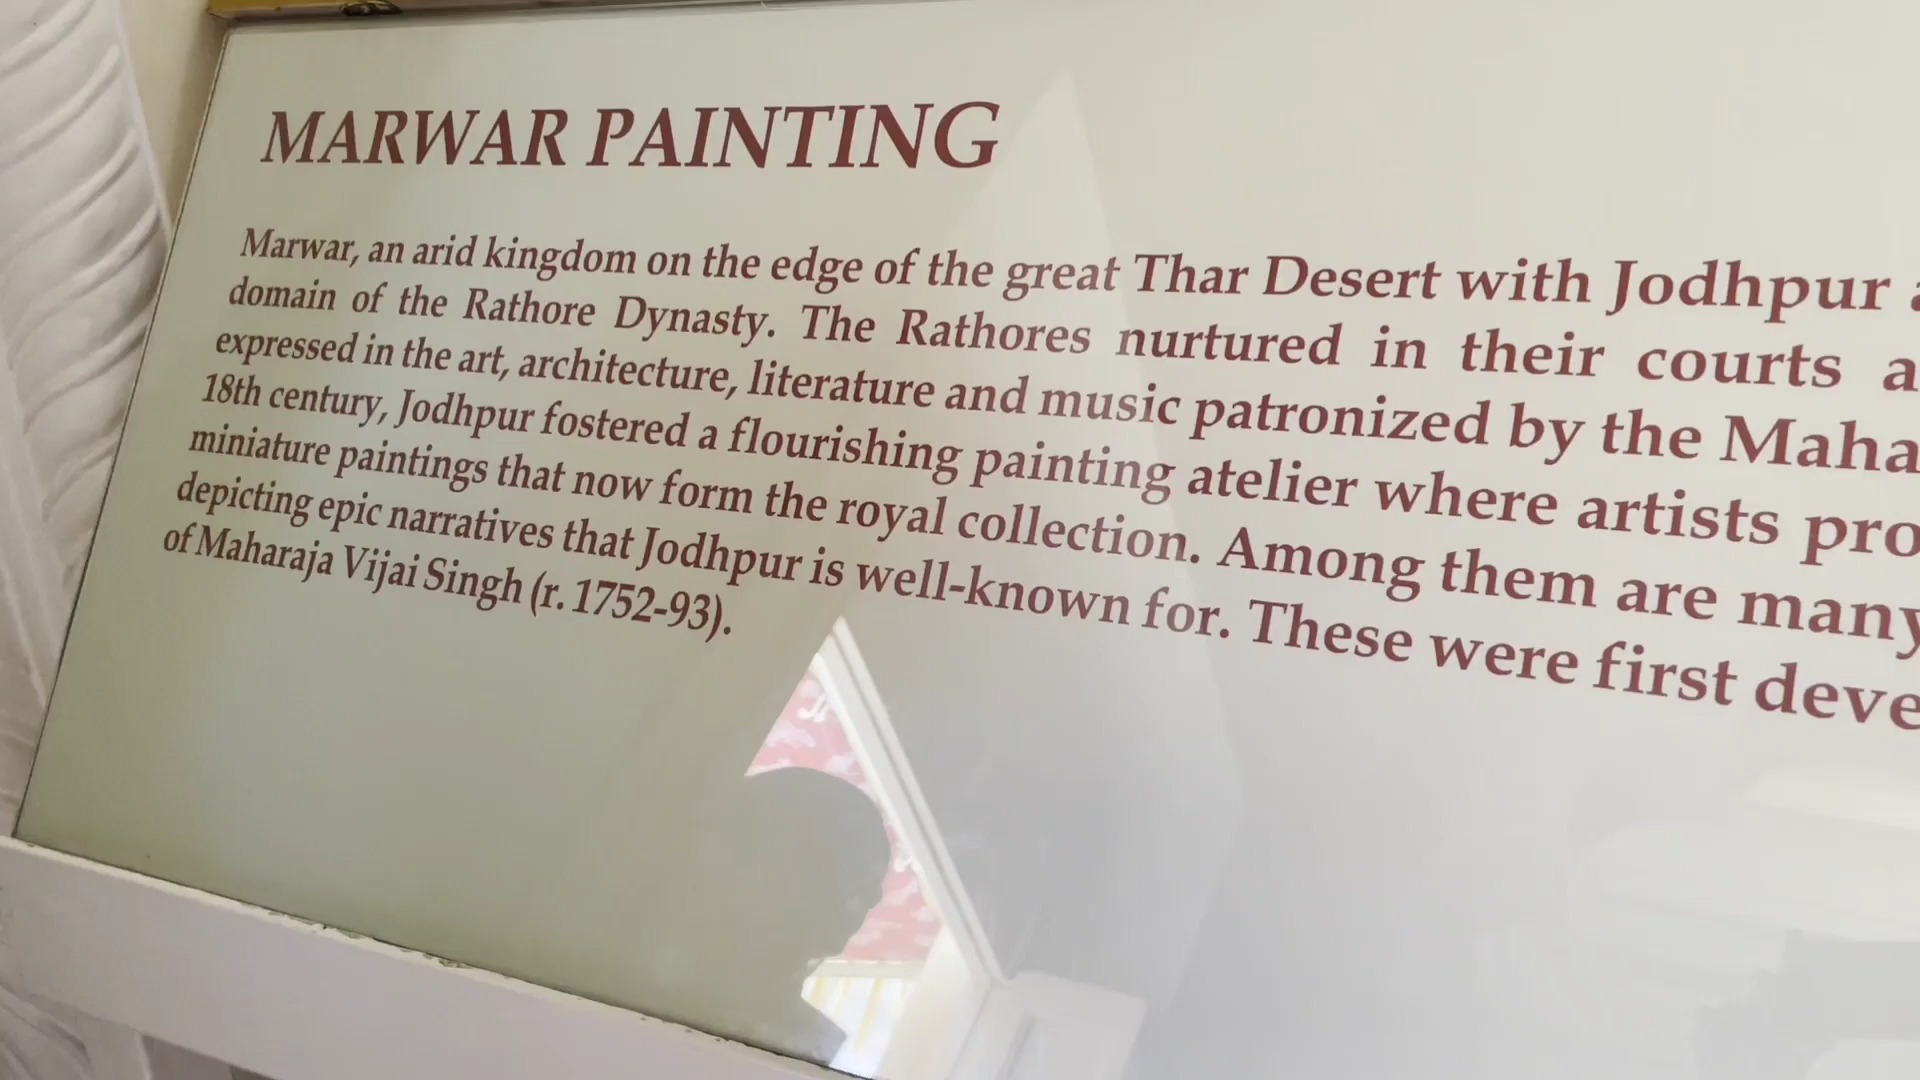 MARWAR PAINTING
Marwar, an arid kingdom on the edge of the great Thar Desert with Jodhpur
domain of the Rathore Dynasty. The Rathores nurtured in their courts a
expressed in the art, architecture, literature and music patronized by the Maha
18th century, Jodhpur fostered a flourishing painting atelier where artists pro
miniature paintings that now form the royal collection. Among them are many
depicting epic narratives that Jodhpur is well-known for. These were first deve
of Maharaja Vijai Singh (r. 1752-93).